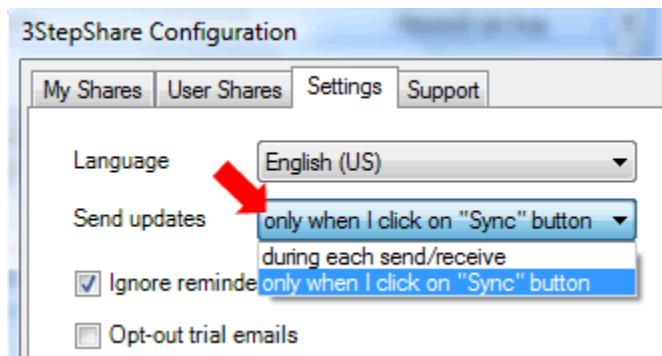 3StepShare Configuration
My Shares User Shares Settings Support
Language English (US)
Send updates only when I click on "Sync" button
during each send/receive
Ignore reminde only when I click on "Sync" button
Opt-out trial emails